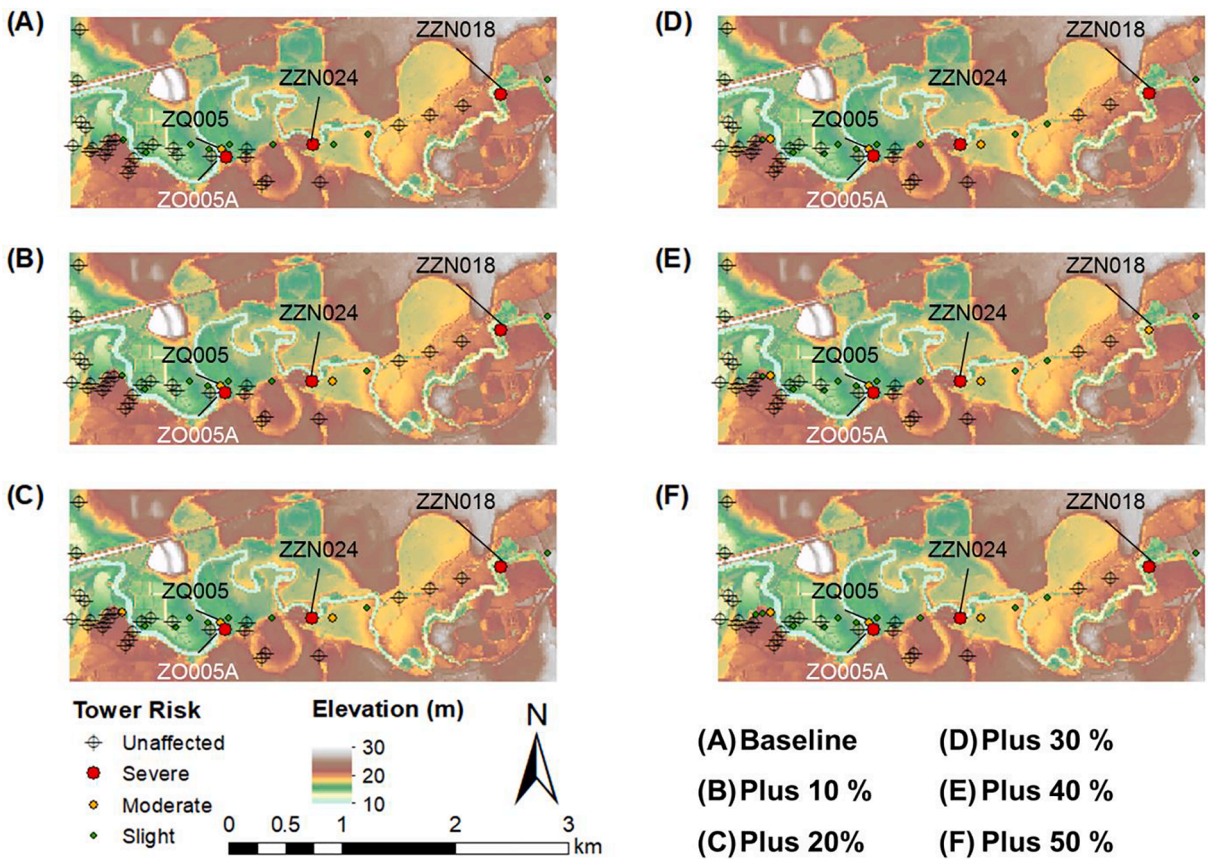 (A)
ZZN018
ZZN024
ZQ005
ZO005A
(D)
ZZN018
ZZN024
ZQ005
ZO005A
(B)
ZZN018
ZZN024
ZQ005
ZO005A
(E)
ZZN018
ZZN024
ZQ005
ZO005A
(C)
ZZN018
ZZN024
ZQ005
ZO005A
(F)
ZZN018
ZZN024
ZQ005
ZO005A
Tower Risk
Unaffected
Severe
Moderate
Slight
Elevation (m)
30
20
10
N
0 0.5 1 2 3
km
(A) Baseline
(B) Plus 10 %
(C) Plus 20%
(D) Plus 30 %
(E) Plus 40 %
(F) Plus 50 %